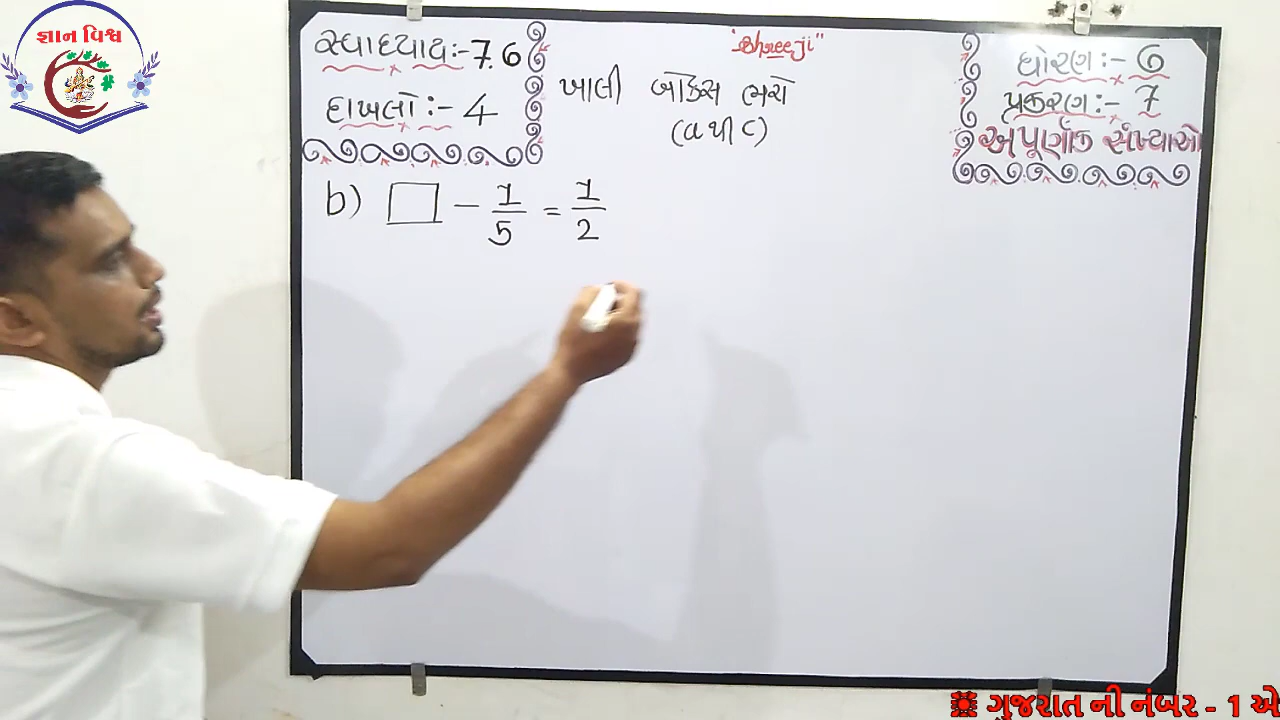 જ્ઞાન વિશ્વ
સ્વાધ્યાય:- 7.6
દાખલો:- 4
"Shreeji"
ખાલી બોક્સ ભરો
(a થી c)
ધોરણ:- 6
પ્રકરણ:- 7
અપૂર્ણાંક સંખ્યાઓ
b) □ - 1/5 = 1/2
ગુજરાત ની નંબર - 1 એ